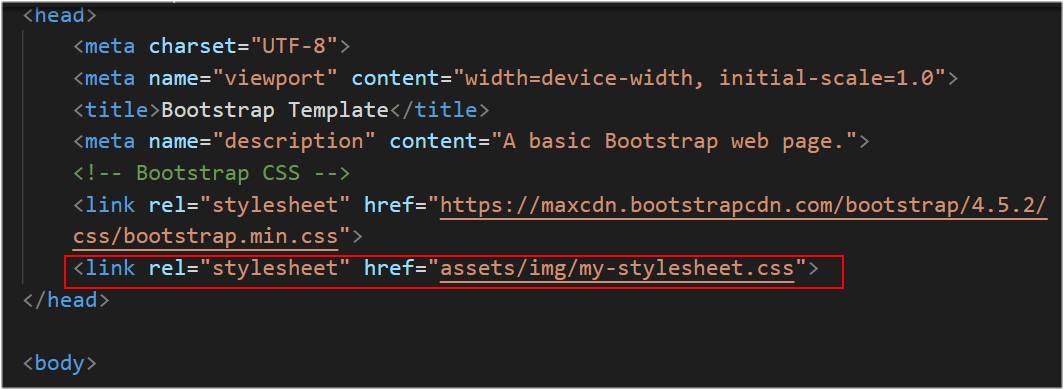 <head>
<meta charset="UTF-8">
<meta name="viewport" content="width=device-width, initial-scale=1.0">
<title>Bootstrap Template</title>
<meta name="description" content="A basic Bootstrap web page.">
<!-- Bootstrap CSS -->
<link rel="stylesheet" href="https://maxcdn.bootstrapcdn.com/bootstrap/4.5.2/
css/bootstrap.min.css">
<link rel="stylesheet" href="assets/img/my-stylesheet.css">
</head>
<body>